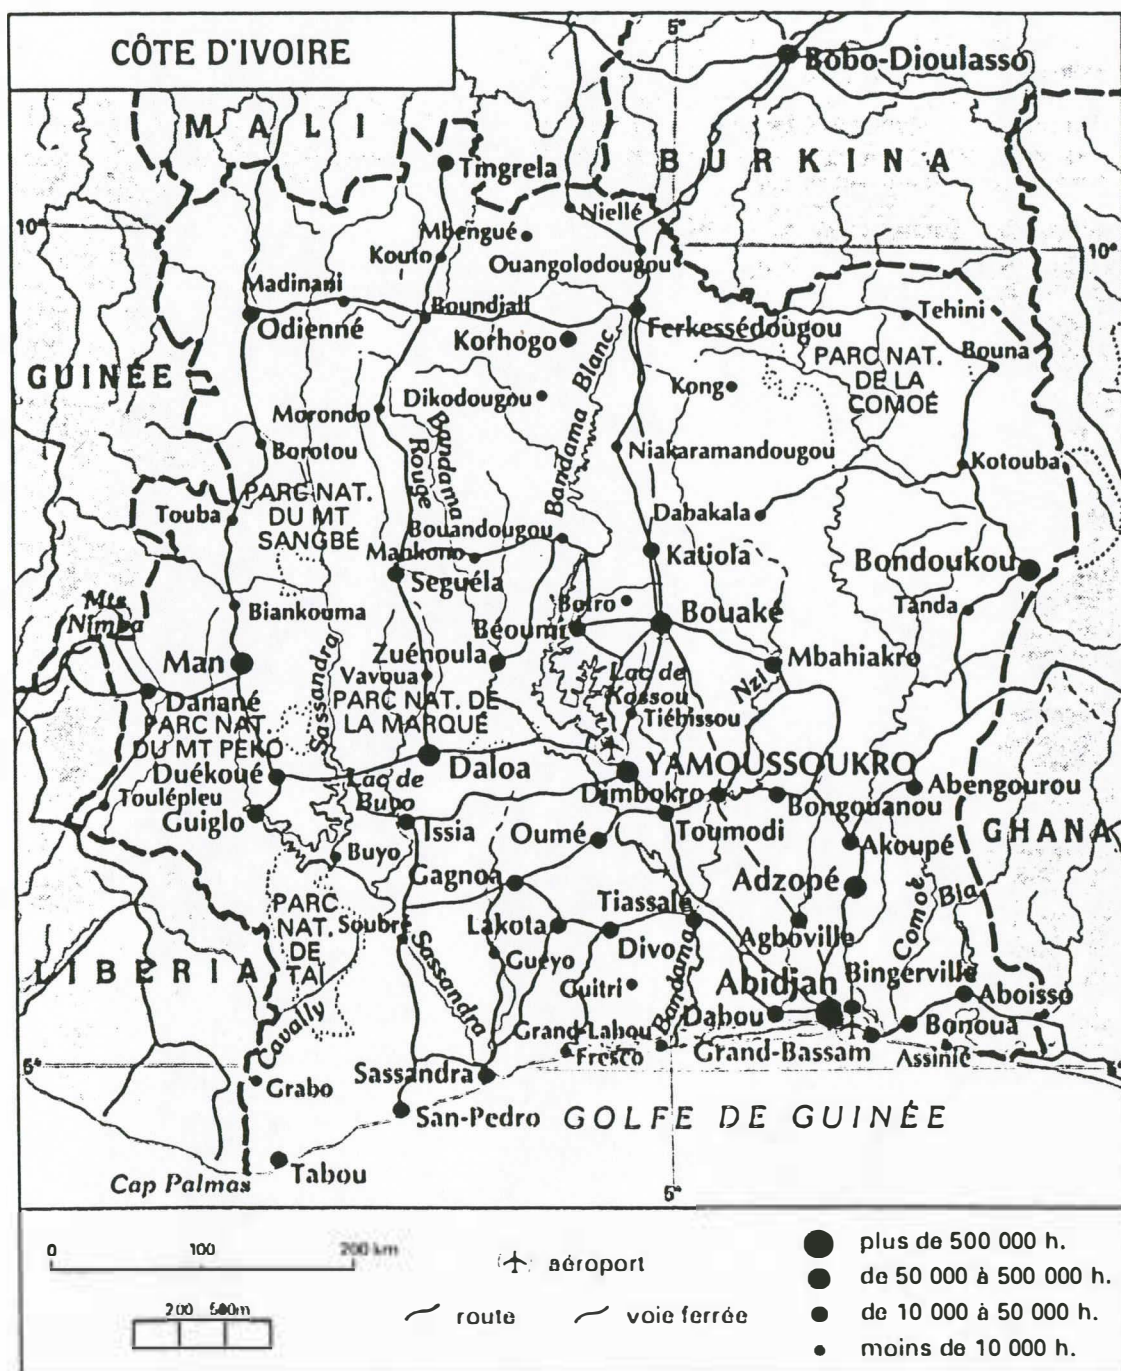 CÔTE D'IVOIRE
5°
Bobo-Dioulasso
MALI
BURKINA
Tingrela
Niellé
10°
Mbengué
Kouto
Ouangolodougou
10°
Madinani
Boundjali
Tehini
Odienné
Korhogo
Ferkessédougou
GUINÉE
Bouna
PARC NAT.
DE LA
COMOÉ
Dikodougou
Kong
Bandama Blanc
Morondo
Bandama
Rouge
Borotou
Niakaramandougou
Kotouba
PARC NAT.
DU MT
SANGBÉ
Touba
Dabakala
Bouandougou
Mankono
Katiola
Bondoukou
Séguéla
Mts
Nimba
Biankouma
Botro
Tanda
Béoumi
Bouaké
Man
Zuénoula
Mbahiakro
Sassandra
Vavoua
Lac de
Kossou
Nzi
Danané
PARC NAT. DE
LA MARQUÉ
Tiébissou
PARC NAT.
DU MT PÉKO
Daloa
YAMOUSSOUKRO
Duékoué
Lac de
Bubo
Dimbokro
Bongouanou
Abengourou
Toulépleu
Guiglo
Issia
Oumé
Toumodi
GHANA
Buyo
Akoupé
Gagnoa
Adzopé
PARC
NAT.
DE
TAÏ
Tiassalé
Comoé
Bia
Soubré
Lakota
Divo
Agboville
LIBERIA
Sassandra
Guéyo
Guitri
Abidjan
Bingerville
Aboisso
Cavally
Bandama
Dabou
Grand-Lahou
Bonoua
Fresco
Grand-Bassam
Assinie
5°
Grabo
Sassandra
San-Pedro
GOLFE DE GUINÉE
Tabou
Cap Palmas
5°
0 100 200 km
aéroport
plus de 500 000 h.
de 50 000 à 500 000 h.
200 500m
route
voie ferrée
de 10 000 à 50 000 h.
moins de 10 000 h.